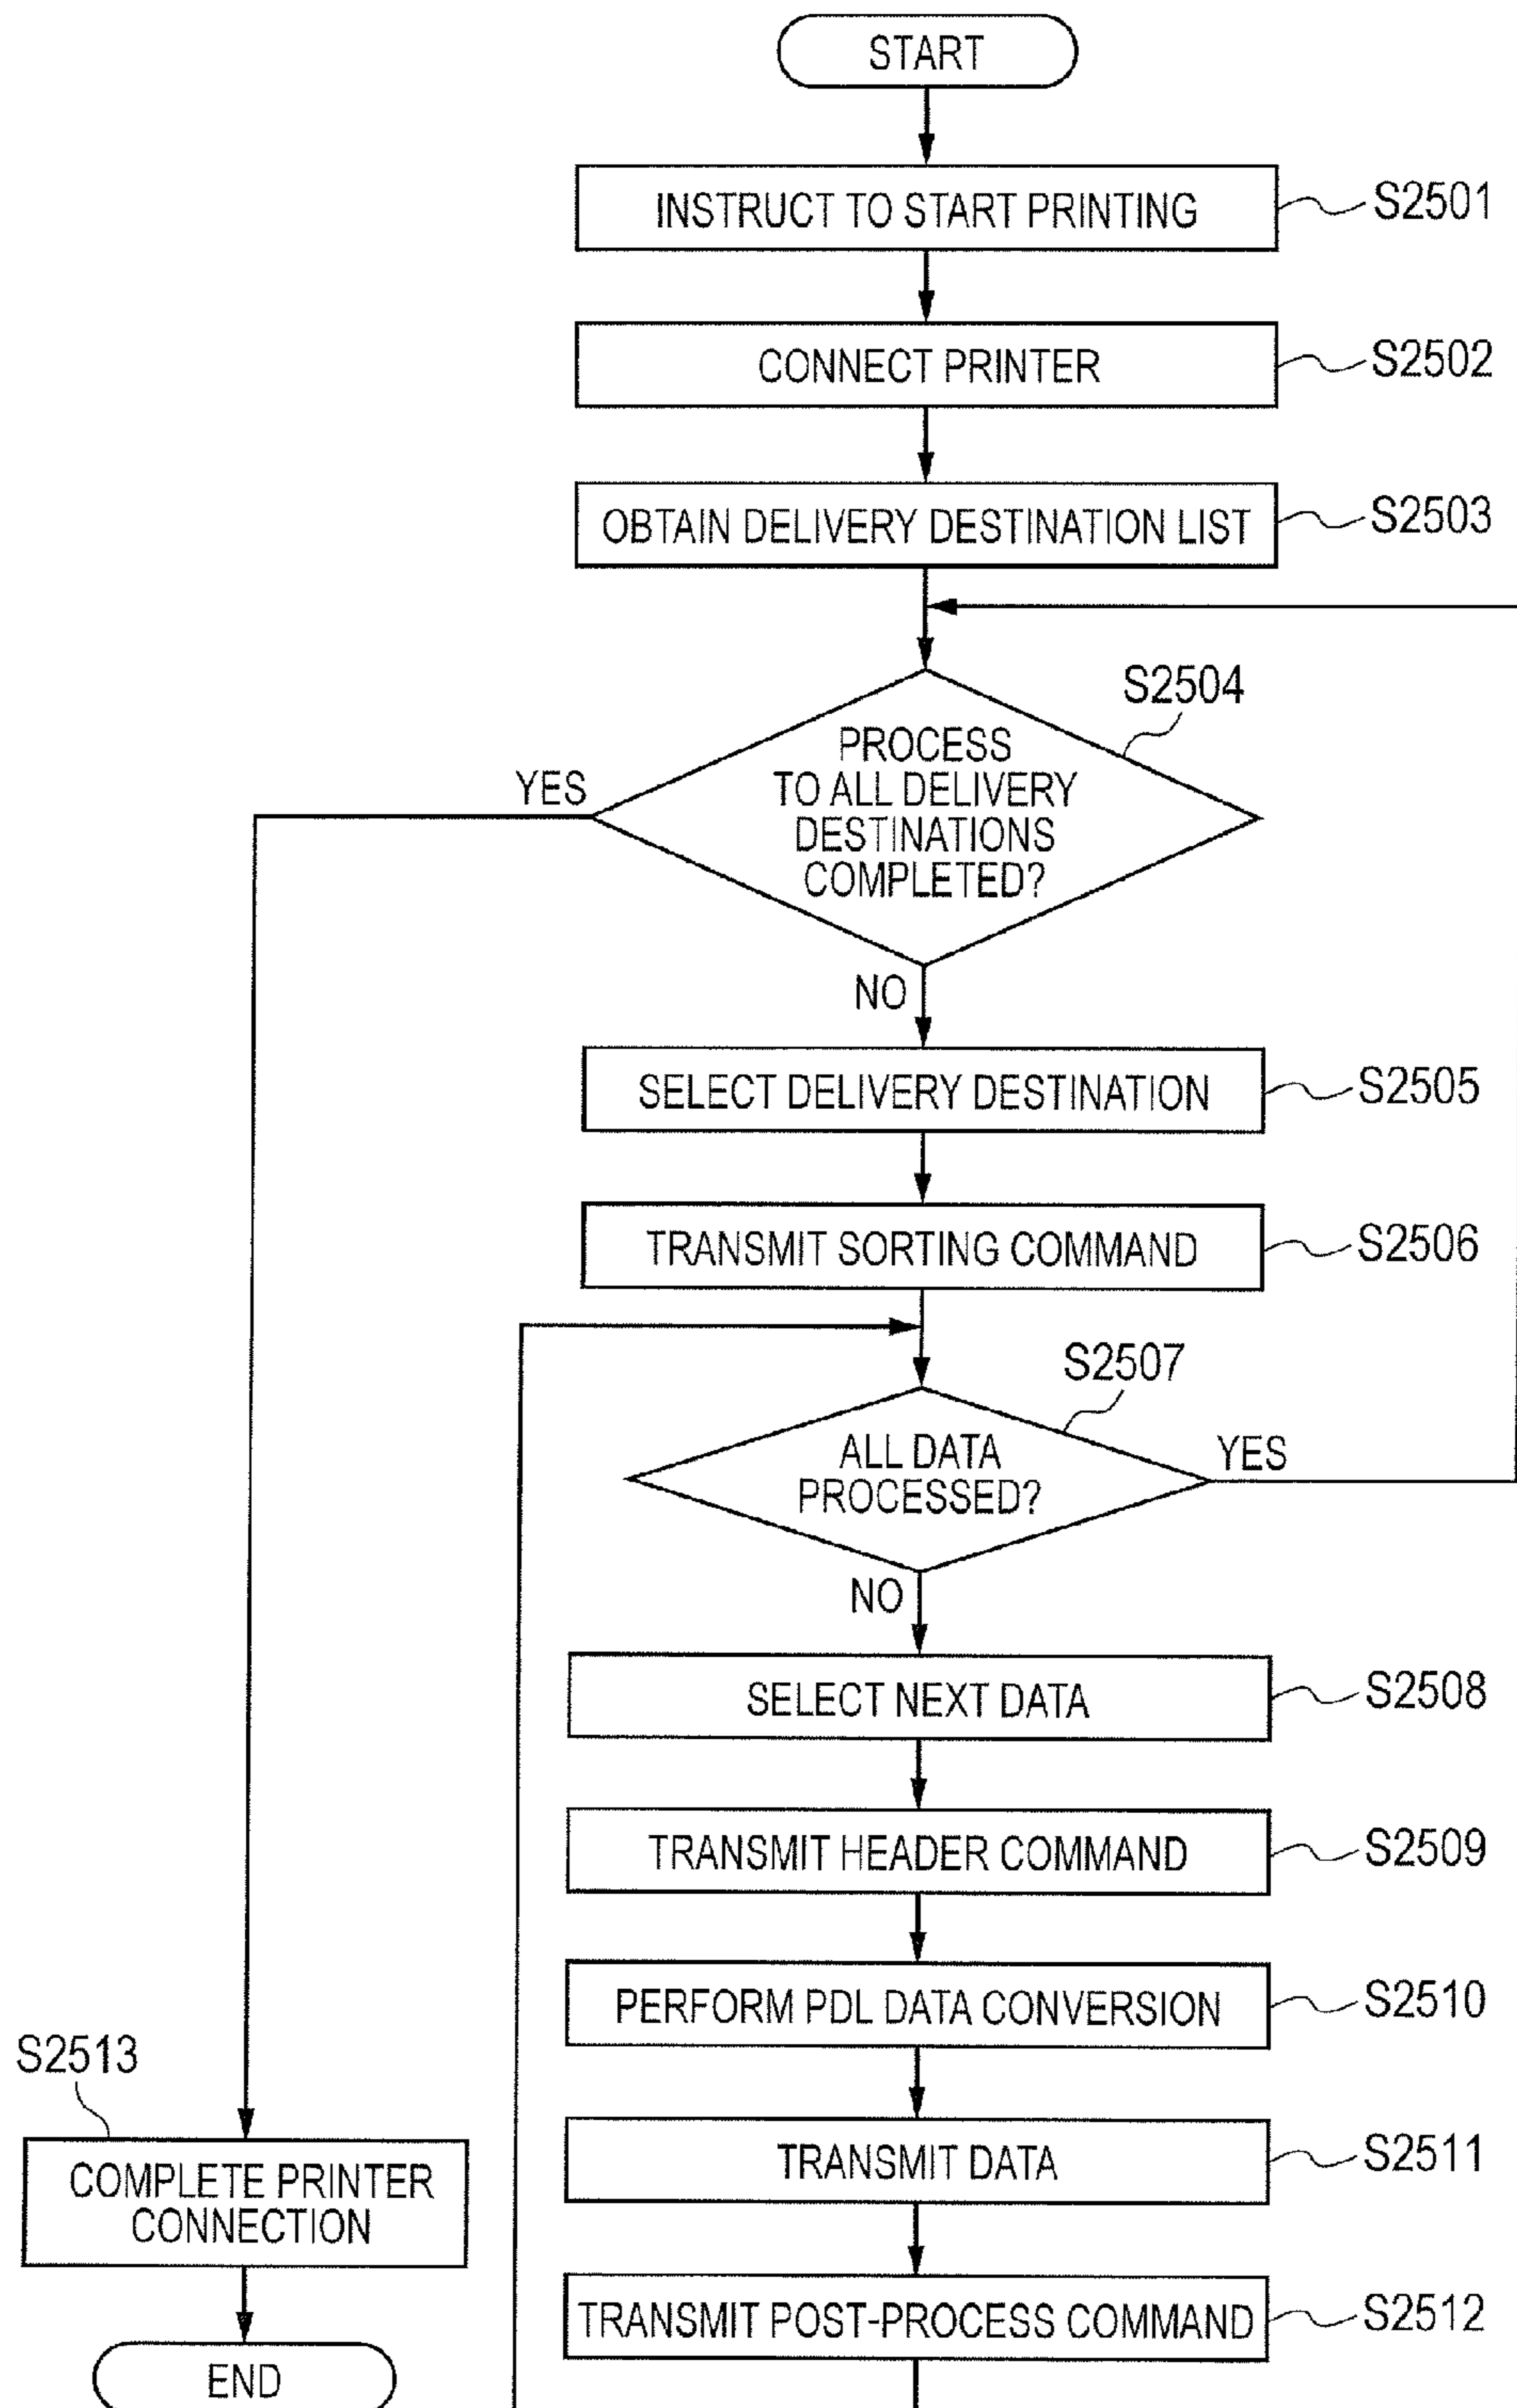 START
INSTRUCT TO START PRINTING
S2501
CONNECT PRINTER
S2502
OBTAIN DELIVERY DESTINATION LIST
S2503
S2504
PROCESS
TO ALL DELIVERY
DESTINATIONS
COMPLETED?
YES
NO
SELECT DELIVERY DESTINATION
S2505
TRANSMIT SORTING COMMAND
S2506
S2507
ALL DATA
PROCESSED?
YES
NO
SELECT NEXT DATA
S2508
TRANSMIT HEADER COMMAND
S2509
PERFORM PDL DATA CONVERSION
S2510
TRANSMIT DATA
S2511
TRANSMIT POST-PROCESS COMMAND
S2512
S2513
COMPLETE PRINTER
CONNECTION
END